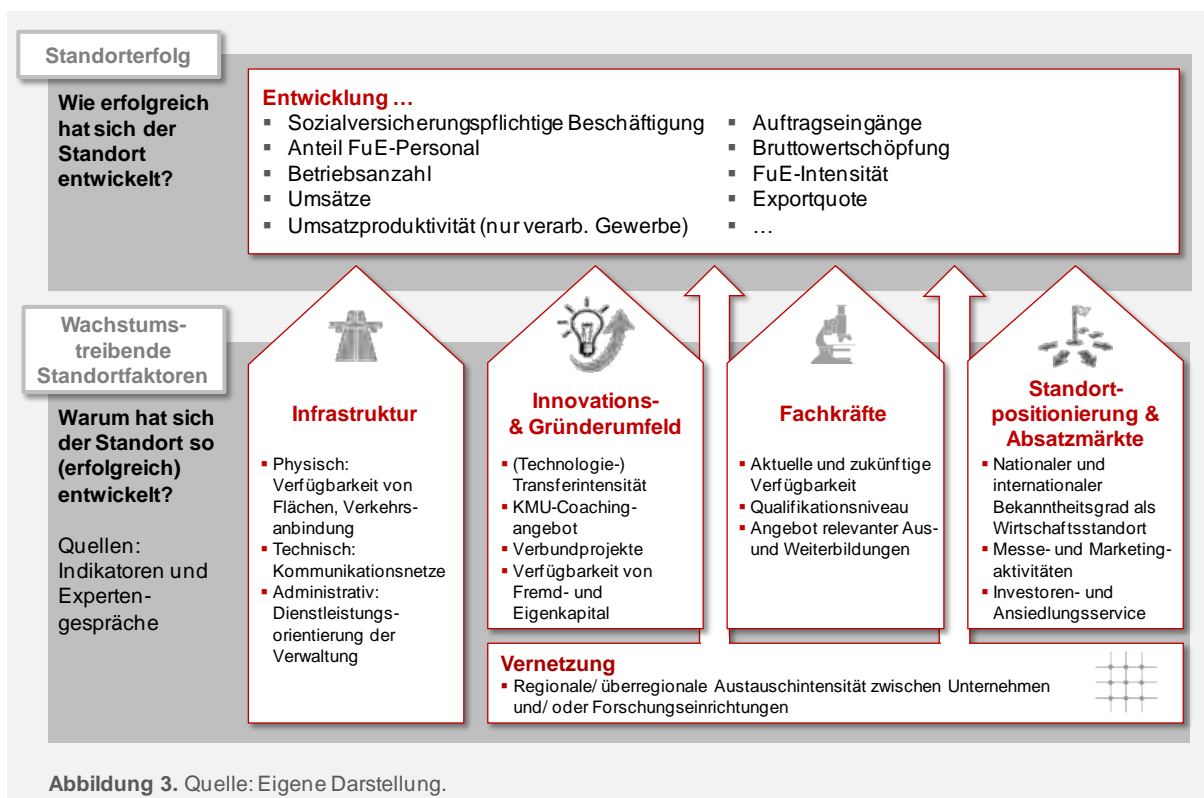 Standorterfolg
Wie erfolgreich
hat sich der
Standort
entwickelt?
Entwicklung …
▪ Sozialversicherungspflichtige Beschäftigung
▪ Anteil FuE-Personal
▪ Betriebsanzahl
▪ Umsätze
▪ Umsatzproduktivität (nur verarb. Gewerbe)
▪ Auftragseingänge
▪ Bruttowertschöpfung
▪ FuE-Intensität
▪ Exportquote
▪ …
Wachstums-
treibende
Standortfaktoren
Warum hat sich
der Standort so
(erfolgreich)
entwickelt?
Quellen:
Indikatoren und
Experten-
gespräche
Infrastruktur
▪ Physisch:
Verfügbarkeit von
Flächen, Verkehrs-
anbindung
▪ Technisch:
Kommunikationsnetze
▪ Administrativ:
Dienstleistungs-
orientierung der
Verwaltung
Innovations-
& Gründerumfeld
▪ (Technologie-)
Transferintensität
▪ KMU-Coaching-
angebot
▪ Verbundprojekte
▪ Verfügbarkeit von
Fremd- und
Eigenkapital
Fachkräfte
▪ Aktuelle und zukünftige
Verfügbarkeit
▪ Qualifikationsniveau
▪ Angebot relevanter Aus-
und Weiterbildungen
Standort-
positionierung &
Absatzmärkte
▪ Nationaler und
internationaler
Bekanntheitsgrad als
Wirtschaftsstandort
▪ Messe- und Marketing-
aktivitäten
▪ Investoren- und
Ansiedlungsservice
Vernetzung
▪ Regionale/ überregionale Austauschintensität zwischen Unternehmen
und/ oder Forschungseinrichtungen
Abbildung 3. Quelle: Eigene Darstellung.